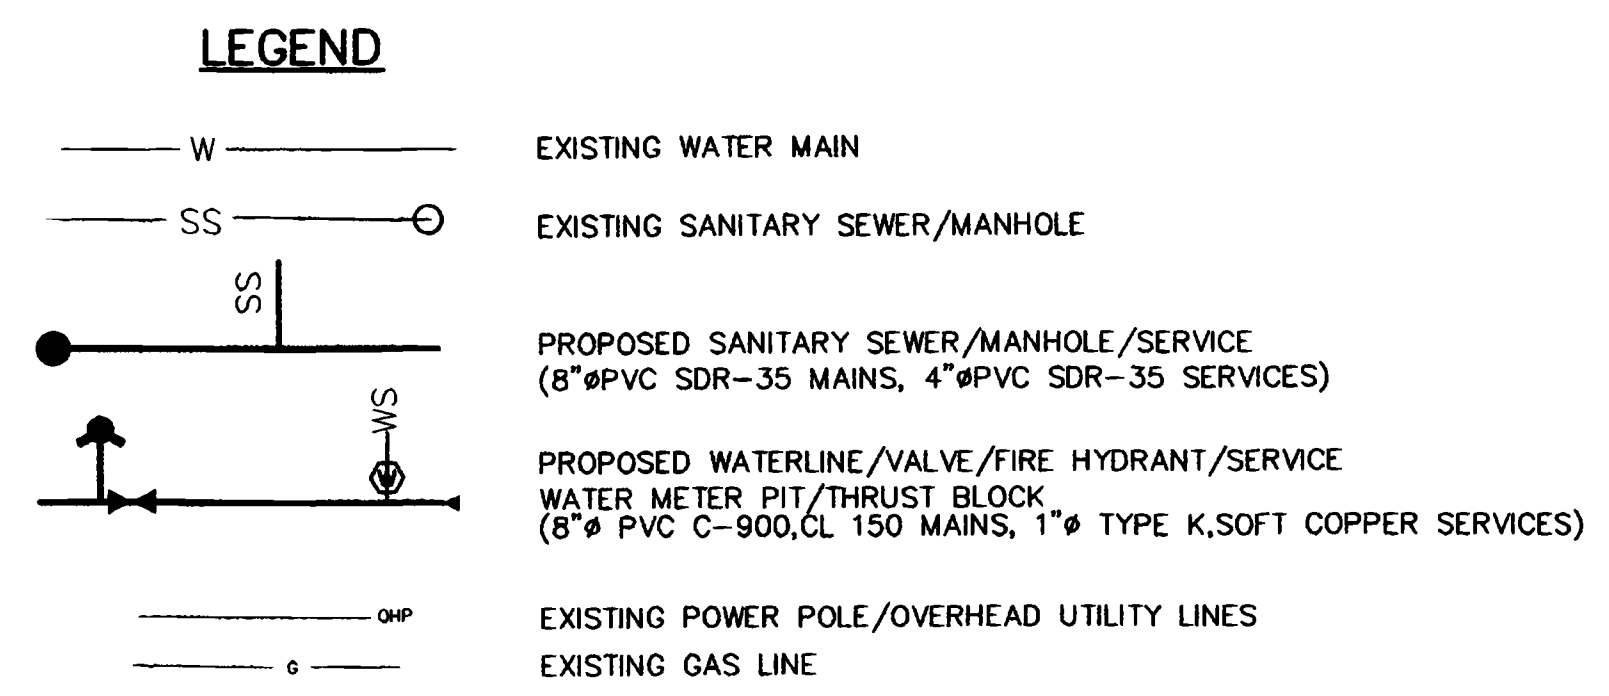 LEGEND
W EXISTING WATER MAIN
SS EXISTING SANITARY SEWER/MANHOLE
SS
PROPOSED SANITARY SEWER/MANHOLE/SERVICE
(8"øPVC SDR-35 MAINS, 4"øPVC SDR-35 SERVICES)
WS
PROPOSED WATERLINE/VALVE/FIRE HYDRANT/SERVICE
W
WATER METER PIT/THRUST BLOCK
(8"ø PVC C-900,CL 150 MAINS, 1"ø TYPE K,SOFT COPPER SERVICES)
OHP EXISTING POWER POLE/OVERHEAD UTILITY LINES
G EXISTING GAS LINE